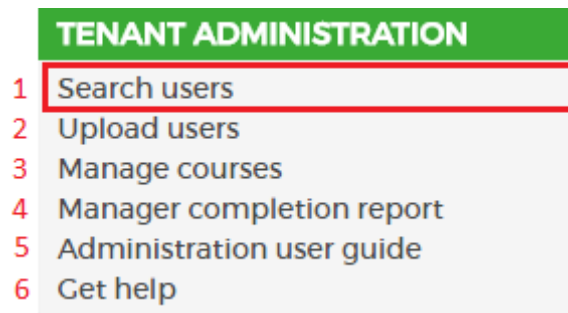 TENANT ADMINISTRATION
1 Search users
2 Upload users
3 Manage courses
4 Manager completion report
5 Administration user guide
6 Get help